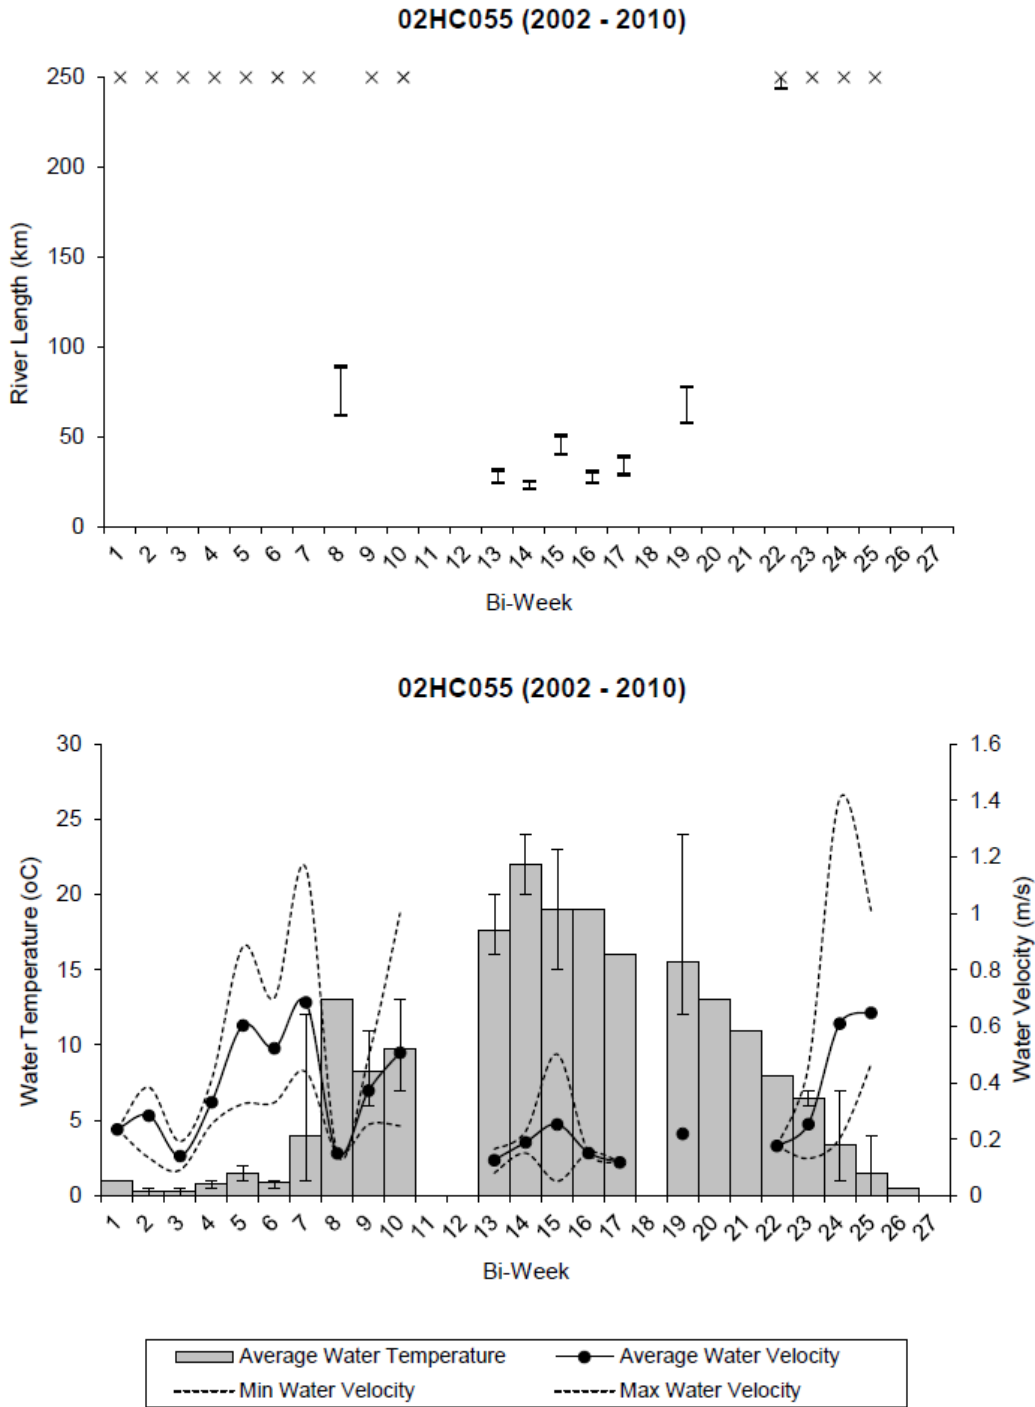 02HC055 (2002 - 2010)
250
200
150
100
50
0
River Length (km)
1 2 3 4 5 6 7 8 9 10 11 12 13 14 15 16 17 18 19 20 21 22 23 24 25 26 27
Bi-Week
02HC055 (2002 - 2010)
30
25
20
15
10
5
0
Water Temperature (oC)
1.6
1.4
1.2
1
0.8
0.6
0.4
0.2
0
Water Velocity (m/s)
1 2 3 4 5 6 7 8 9 10 11 12 13 14 15 16 17 18 19 20 21 22 23 24 25 26 27
Bi-Week
Average Water Temperature
Average Water Velocity
Min Water Velocity
Max Water Velocity